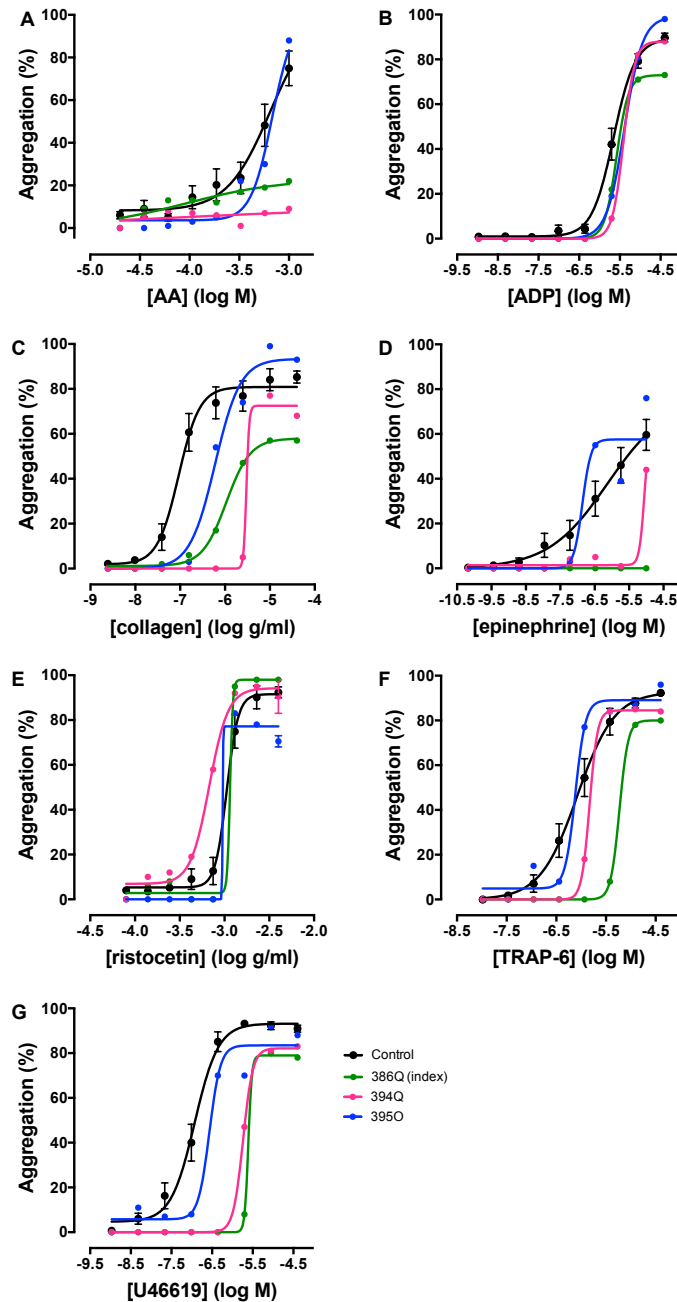 A
Aggregation (%)
100
80
60
40
20
0
-5.0 -4.5 -4.0 -3.5 -3.0
[AA] (log M)
B
Aggregation (%)
100
80
60
40
20
0
-9.5 -8.5 -7.5 -6.5 -5.5 -4.5
[ADP] (log M)
C
Aggregation (%)
100
80
60
40
20
0
-9 -8 -7 -6 -5 -4
[collagen] (log g/ml)
D
Aggregation (%)
100
80
60
40
20
0
-10.5 -9.5 -8.5 -7.5 -6.5 -5.5 -4.5
[epinephrine] (log M)
E
Aggregation (%)
100
80
60
40
20
0
-4.5 -4.0 -3.5 -3.0 -2.5 -2.0
[ristocetin] (log g/ml)
F
Aggregation (%)
100
80
60
40
20
0
-8.5 -7.5 -6.5 -5.5 -4.5
[TRAP-6] (log M)
G
Aggregation (%)
100
80
60
40
20
0
-9.5 -8.5 -7.5 -6.5 -5.5 -4.5
[U46619] (log M)
Control
386Q (index)
394Q
395O